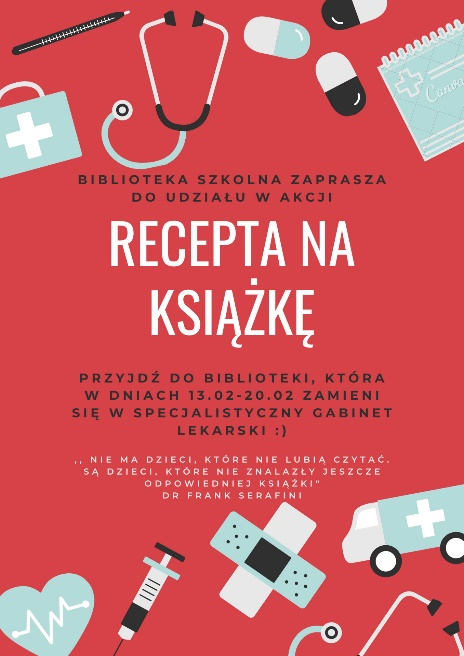 Canva
BIBLIOTEKA SZKOLNA ZAPRASZA
DO UDZIAŁU W AKCJI
RECEPTA NA
KSIĄŻKĘ
PRZYJDŹ DO BIBLIOTEKI, KTÓRA
W DNIACH 13.02-20.02 ZAMIENI
SIĘ W SPECJALISTYCZNY GABINET
LEKARSKI :)
,, NIE MA DZIECI, KTÓRE NIE LUBIĄ CZYTAĆ.
SĄ DZIECI, KTÓRE NIE ZNALAZŁY JESZCZE
ODPOWIEDNIEJ KSIĄŻKI"
DR FRANK SERAFINI